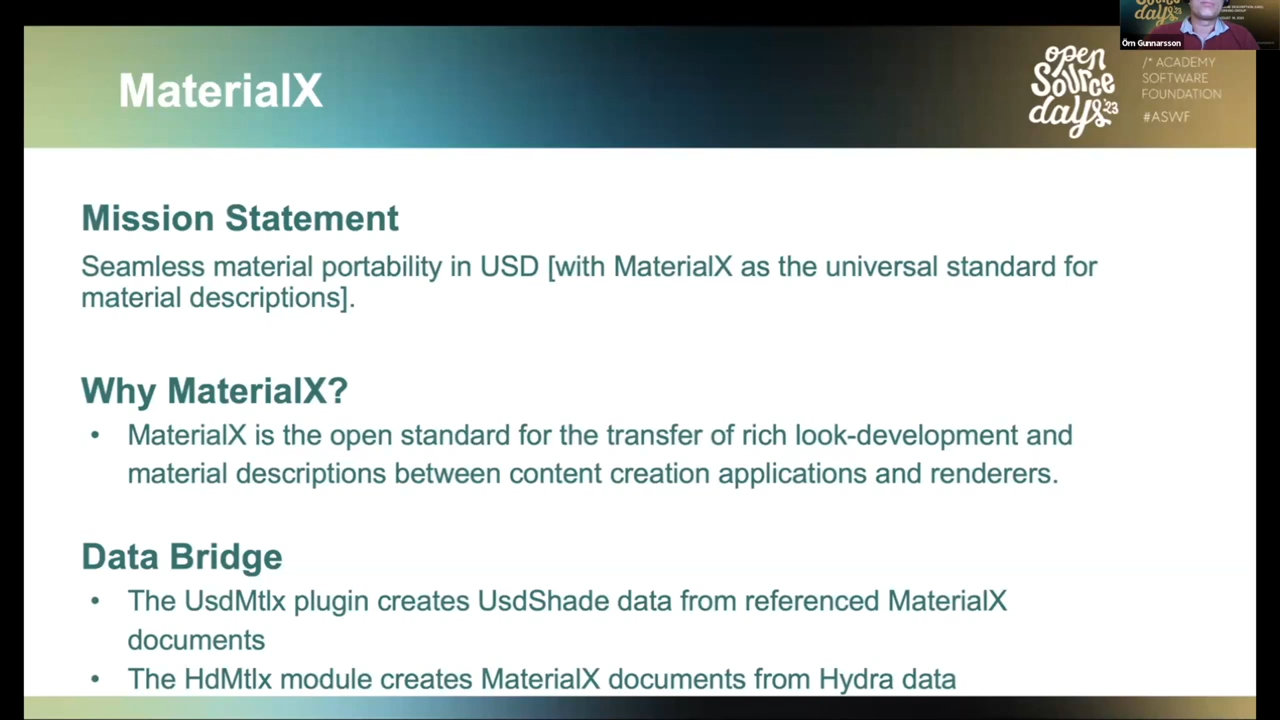 MaterialX
open
Source
days '23
/* ACADEMY
SOFTWARE
FOUNDATION
#ASWF
days '23
Örn Gunnarsson
Mission Statement
Seamless material portability in USD [with MaterialX as the universal standard for
material descriptions].
Why MaterialX?
• MaterialX is the open standard for the transfer of rich look-development and
material descriptions between content creation applications and renderers.
Data Bridge
• The UsdMtlx plugin creates UsdShade data from referenced MaterialX
documents
• The HdMtlx module creates MaterialX documents from Hydra data